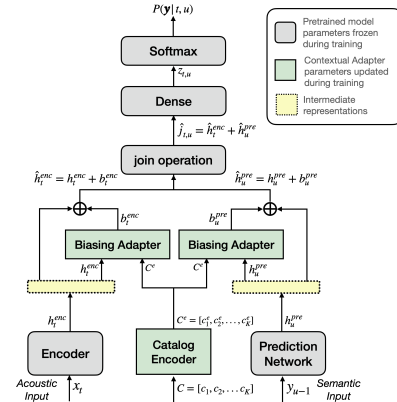 P(y|t, u)
Softmax
z_{t,u}
Dense
ĵ_{t,u} = ĥ_t^{enc} + ĥ_u^{pre}
join operation
ĥ_t^{enc} = h_t^{enc} + b_t^{enc}
ĥ_u^{pre} = h_u^{pre} + b_u^{pre}
b_t^{enc}
b_u^{pre}
Biasing Adapter
Biasing Adapter
h_t^{enc}
C^e
C^e
h_u^{pre}
h_t^{enc}
C^e = [c_1^e, c_2^e, . . . , c_K^e]
h_u^{pre}
Encoder
Catalog
Encoder
Prediction
Network
Acoustic
Input
x_t
C = [c_1, c_2, . . . c_K]
y_{u-1}
Semantic
Input
Pretrained model
parameters frozen
during training
Contextual Adapter
parameters updated
during training
Intermediate
representations